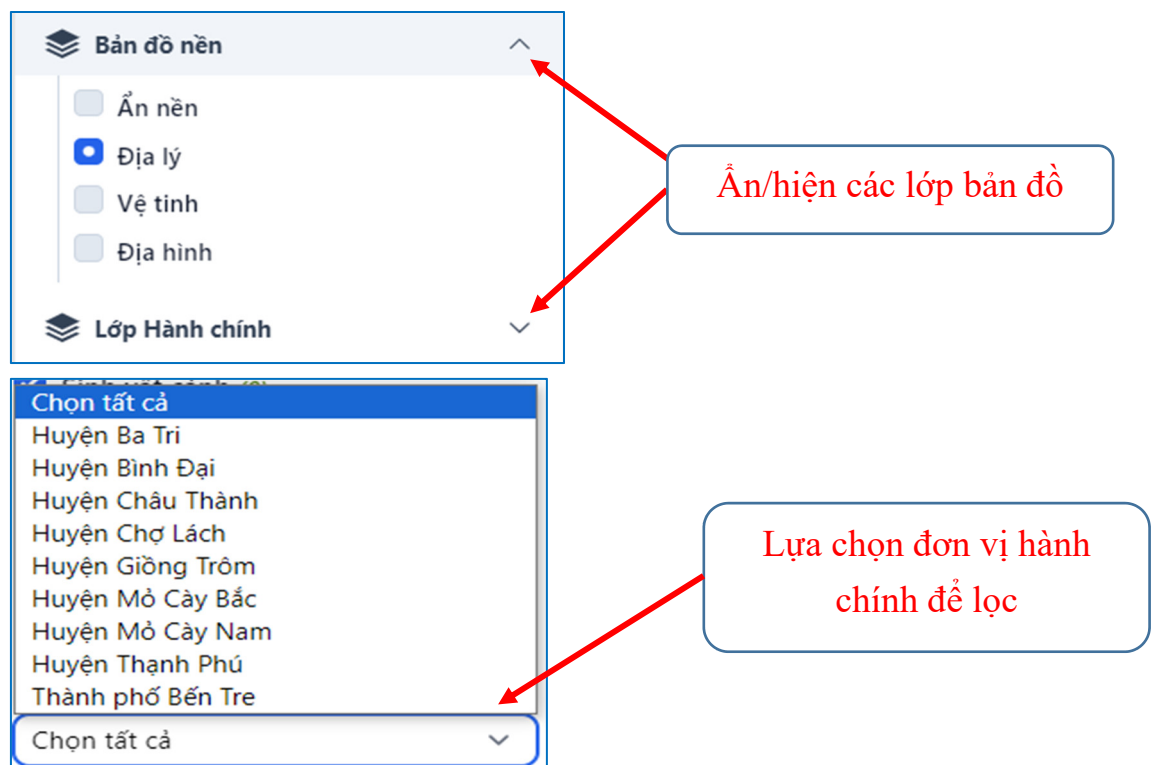 Bản đồ nền
Ẩn nền
Địa lý
Vệ tinh
Địa hình
Lớp Hành chính
Ẩn/hiện các lớp bản đồ
Chọn tất cả
Huyện Ba Tri
Huyện Bình Đại
Huyện Châu Thành
Huyện Chợ Lách
Huyện Giồng Trôm
Huyện Mỏ Cày Bắc
Huyện Mỏ Cày Nam
Huyện Thạnh Phú
Thành phố Bến Tre
Chọn tất cả
Lựa chọn đơn vị hành
chính để lọc